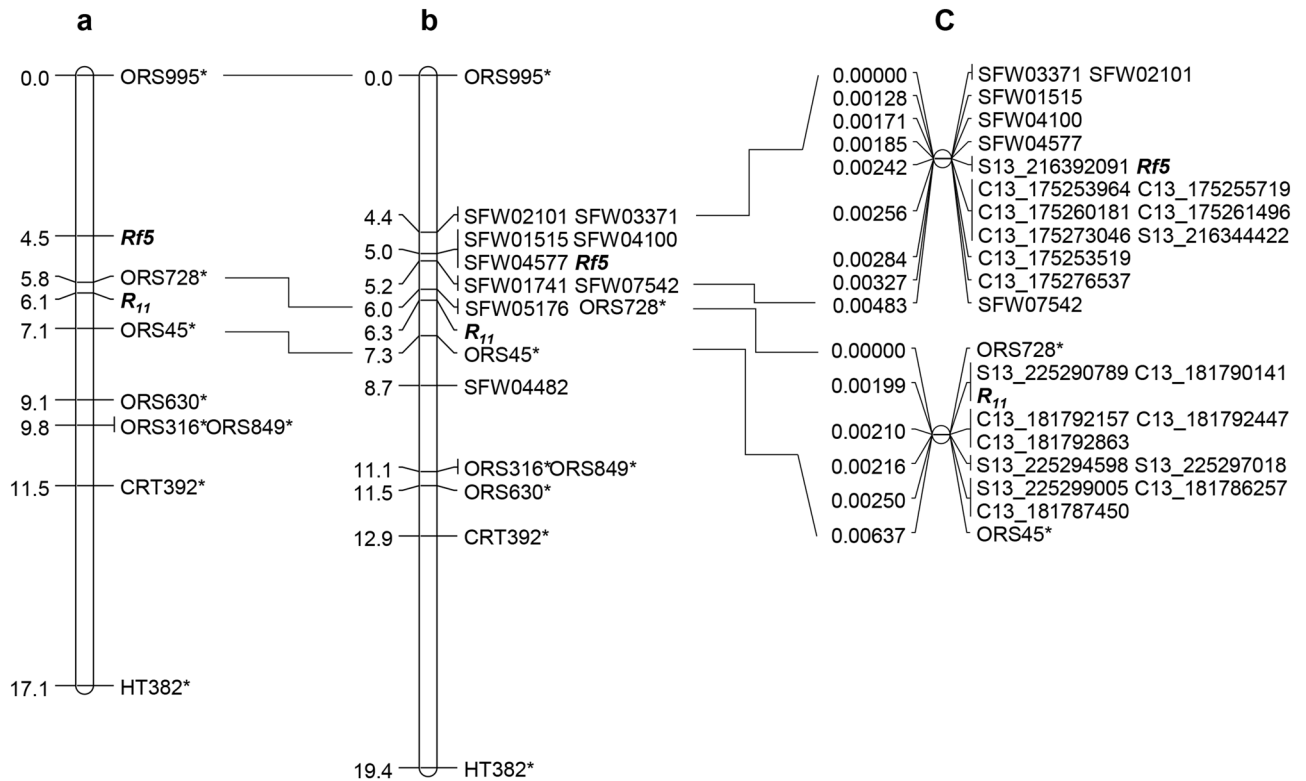 a
0.0 ORS995*
4.5 Rf5
5.8 ORS728*
6.1 R11
7.1 ORS45*
9.1 ORS630*
9.8 ORS316*ORS849*
11.5 CRT392*
17.1 HT382*
b
0.0 ORS995*
4.4 SFW02101 SFW03371
SFW01515 SFW04100
5.0 SFW04577 Rf5
5.2 SFW01741 SFW07542
6.0 SFW05176 ORS728*
6.3 R11
7.3 ORS45*
8.7 SFW04482
11.1 ORS316*ORS849*
11.5 ORS630*
12.9 CRT392*
19.4 HT382*
C
0.00000 SFW03371 SFW02101
0.00128 SFW01515
0.00171 SFW04100
0.00185 SFW04577
0.00242 S13_216392091 Rf5
C13_175253964 C13_175255719
0.00256 C13_175260181 C13_175261496
C13_175273046 S13_216344422
0.00284 C13_175253519
0.00327 C13_175276537
0.00483 SFW07542
0.00000 ORS728*
0.00199 S13_225290789 C13_181790141
R11
0.00210 C13_181792157 C13_181792447
C13_181792863
0.00216 S13_225294598 S13_225297018
0.00250 S13_225299005 C13_181786257
C13_181787450
0.00637 ORS45*